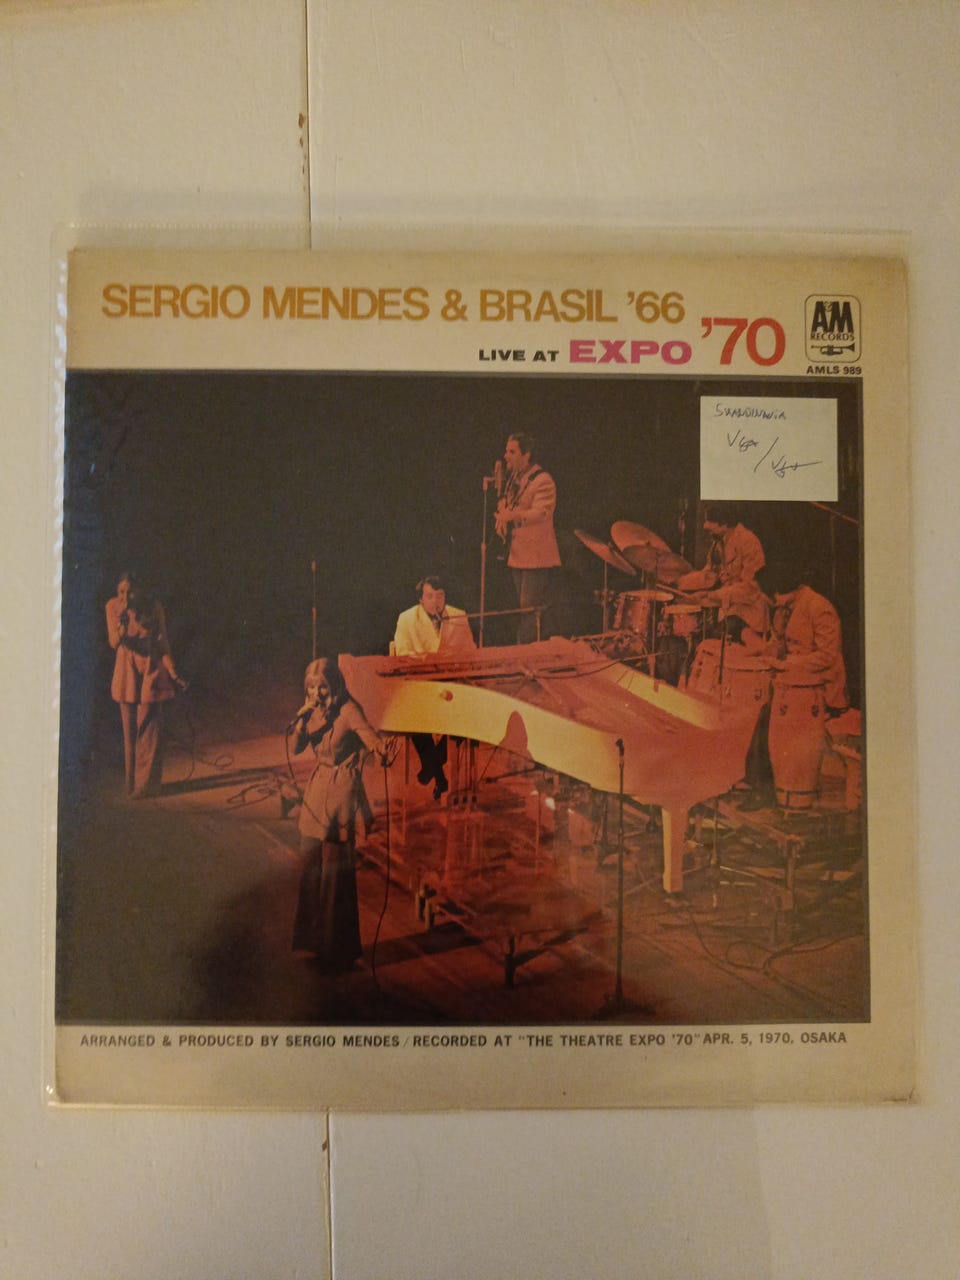 SERGIO MENDES & BRASIL '66
LIVE AT EXPO '70
A&M
RECORDS
AMLS 989
SKANDINAVIA
VG+/VG+
ARRANGED & PRODUCED BY SERGIO MENDES / RECORDED AT "THE THEATRE EXPO '70" APR. 5, 1970, OSAKA